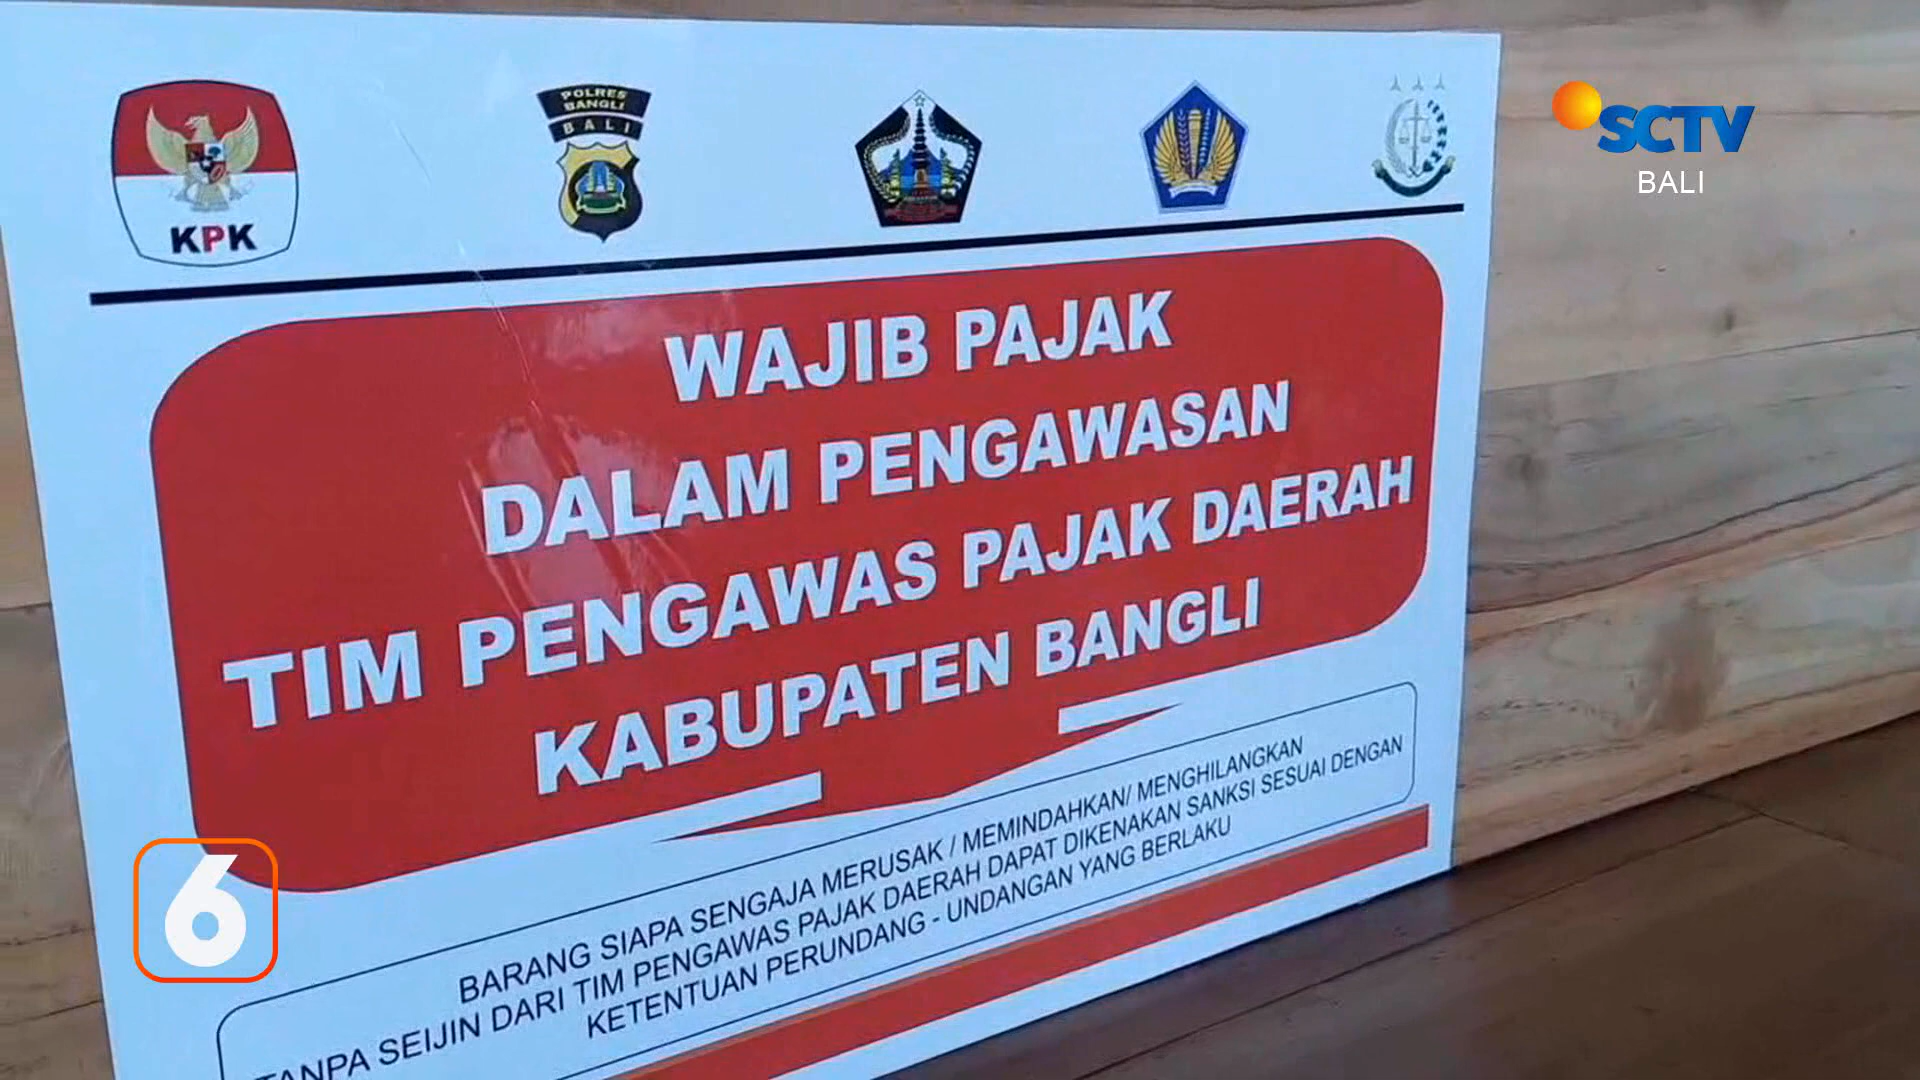 POLRES
BANGLI
BALI
KPK
SCTV
BALI
WAJIB PAJAK
DALAM PENGAWASAN
TIM PENGAWAS PAJAK DAERAH
KABUPATEN BANGLI
BARANG SIAPA SENGAJA MERUSAK / MEMINDAHKAN/ MENGHILANGKAN
TANPA SEIJIN DARI TIM PENGAWAS PAJAK DAERAH DAPAT DIKENAKAN SANKSI SESUAI DENGAN
KETENTUAN PERUNDANG - UNDANGAN YANG BERLAKU
6